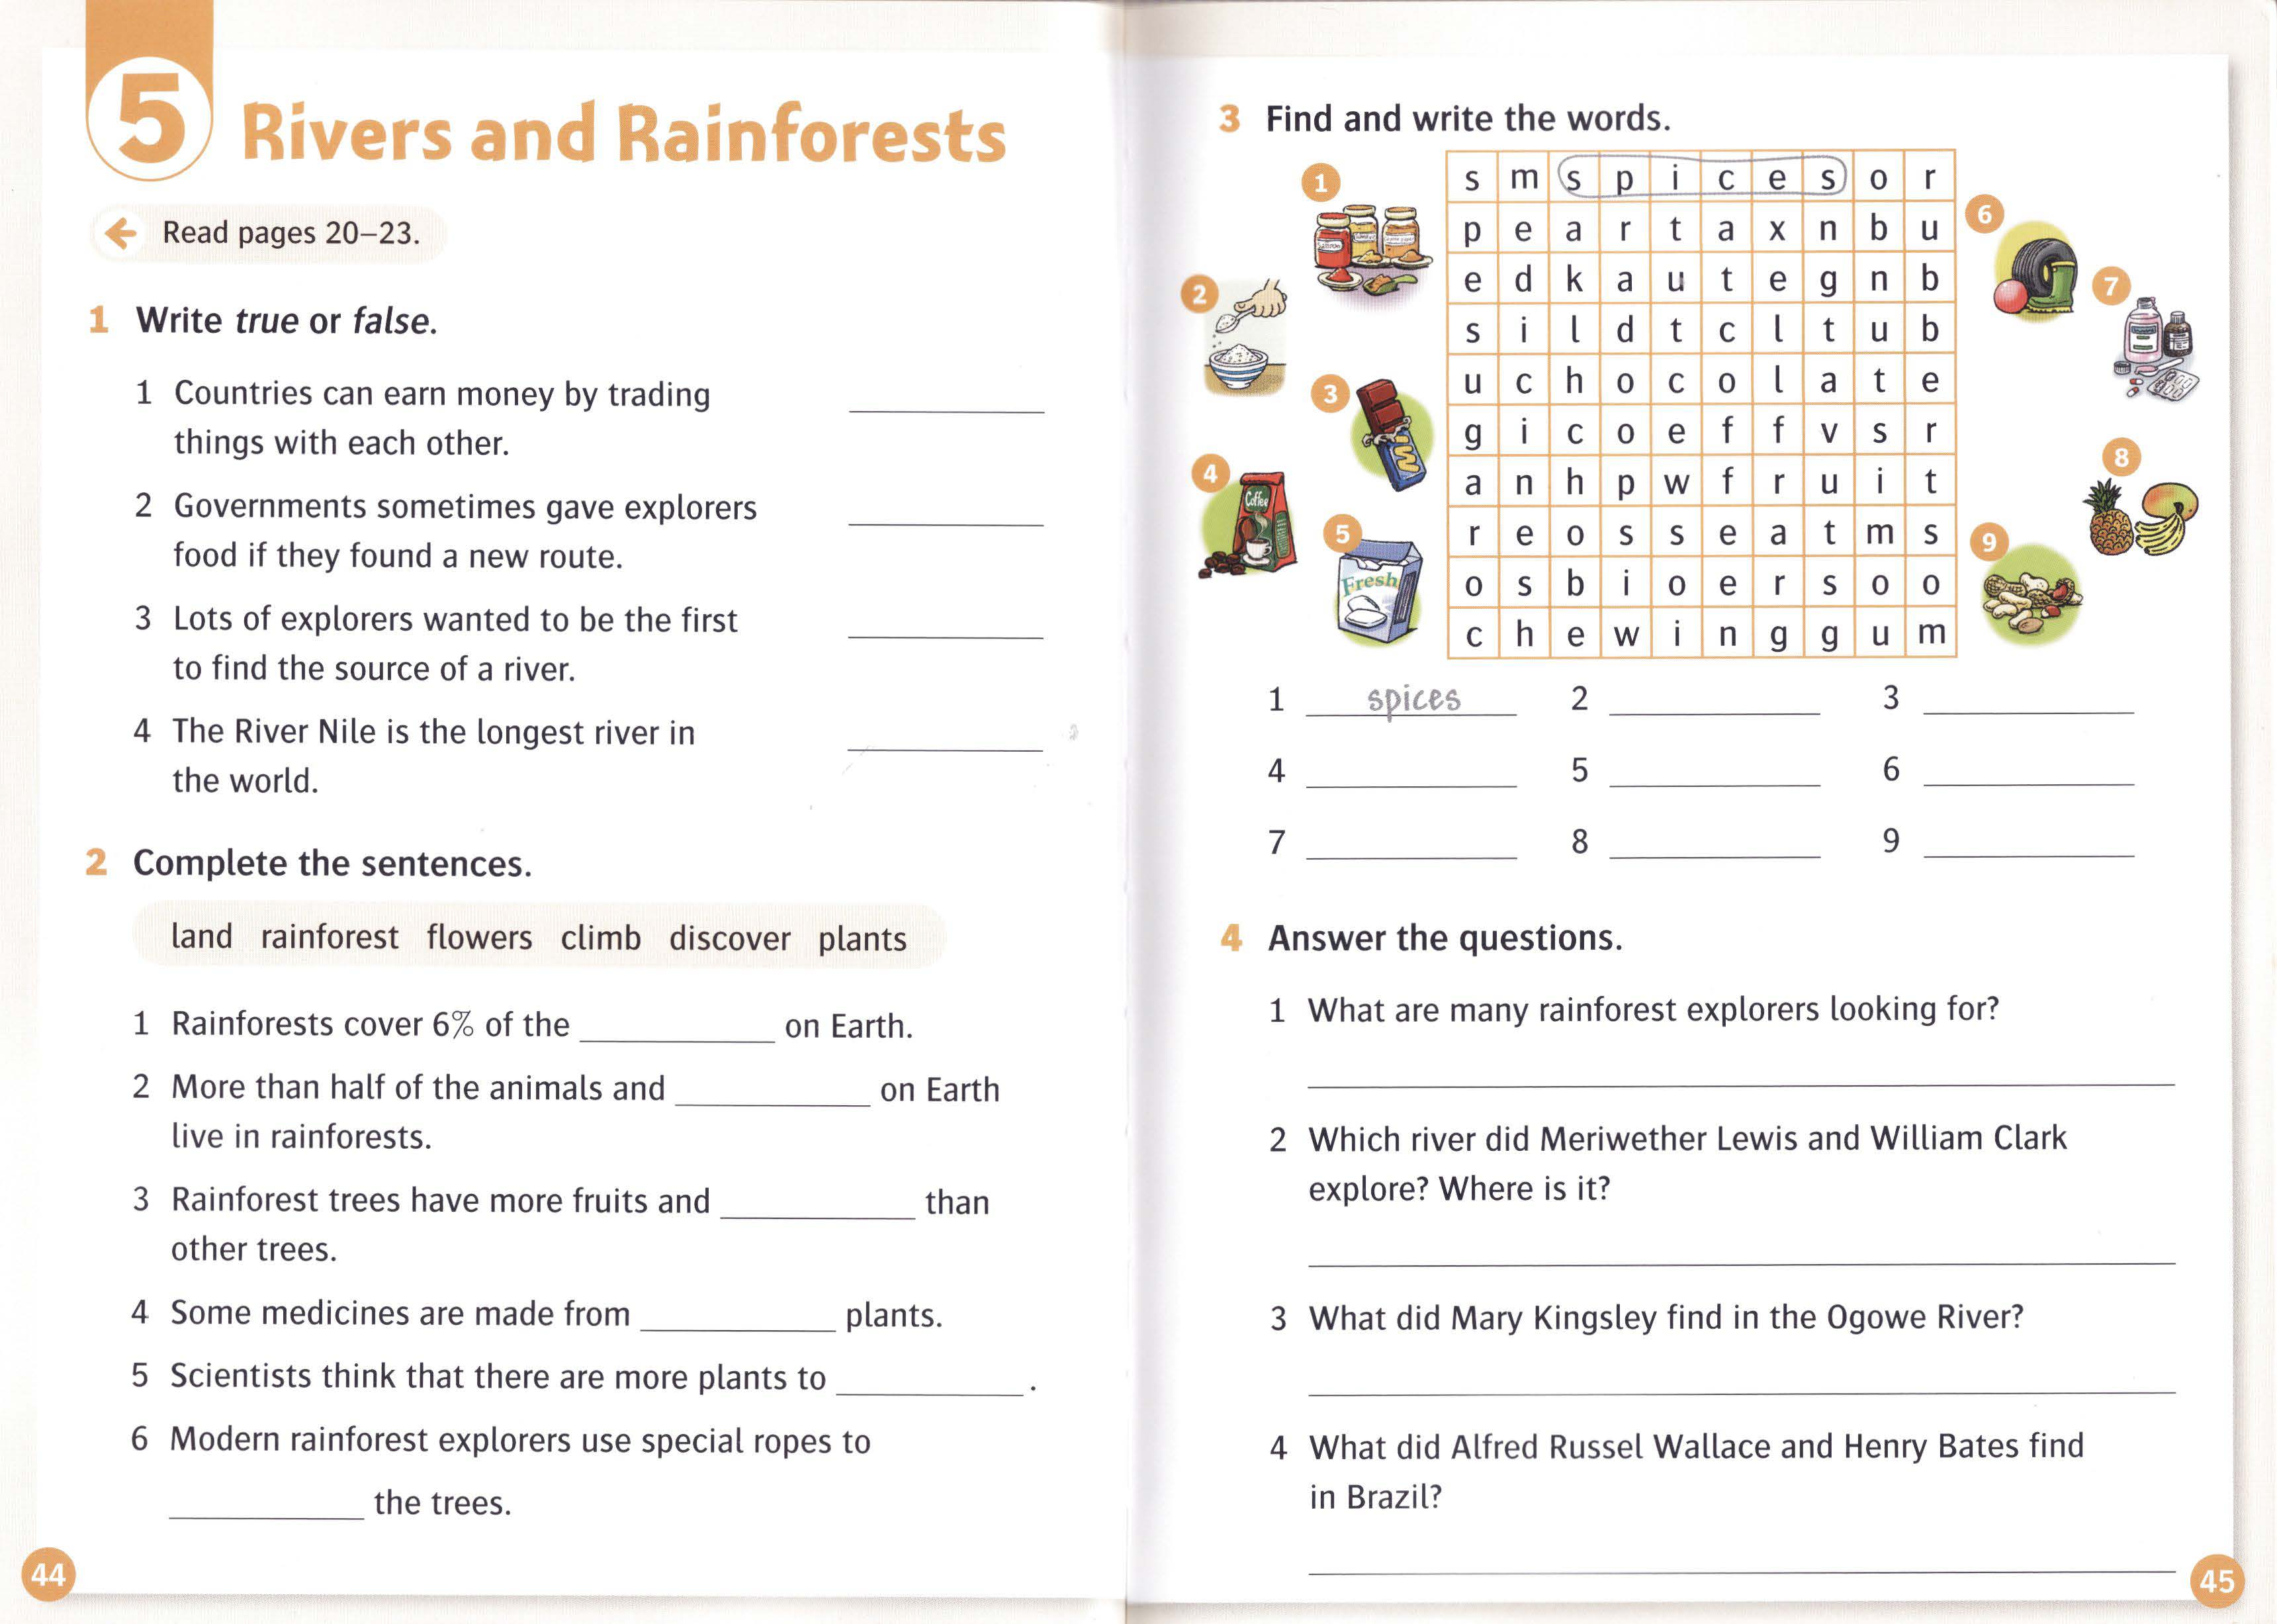 5 Rivers and Rainforests
Read pages 20–23.
1 Write true or false.
1 Countries can earn money by trading
things with each other.
2 Governments sometimes gave explorers
food if they found a new route.
3 Lots of explorers wanted to be the first
to find the source of a river.
4 The River Nile is the longest river in
the world.
2 Complete the sentences.
land rainforest flowers climb discover plants
1 Rainforests cover 6% of the ____________ on Earth.
2 More than half of the animals and ____________ on Earth
live in rainforests.
3 Rainforest trees have more fruits and ____________ than
other trees.
4 Some medicines are made from ____________ plants.
5 Scientists think that there are more plants to ____________.
6 Modern rainforest explorers use special ropes to
____________ the trees.
44
3 Find and write the words.
1
2
3
4
Coffee
5
Fresh
s m s p i c e s o r
p e a r t a x n b u
e d k a u t e g n b
s i l d t c l t u b
u c h o c o l a t e
g i c o e f f v s r
a n h p w f r u i t
r e o s s e a t m s
o s b i o e r s o o
c h e w i n g g u m
6
7
8
9
1 spices 2 ____________ 3 ____________
4 ____________ 5 ____________ 6 ____________
7 ____________ 8 ____________ 9 ____________
4 Answer the questions.
1 What are many rainforest explorers looking for?
2 Which river did Meriwether Lewis and William Clark
explore? Where is it?
3 What did Mary Kingsley find in the Ogowe River?
4 What did Alfred Russel Wallace and Henry Bates find
in Brazil?
45